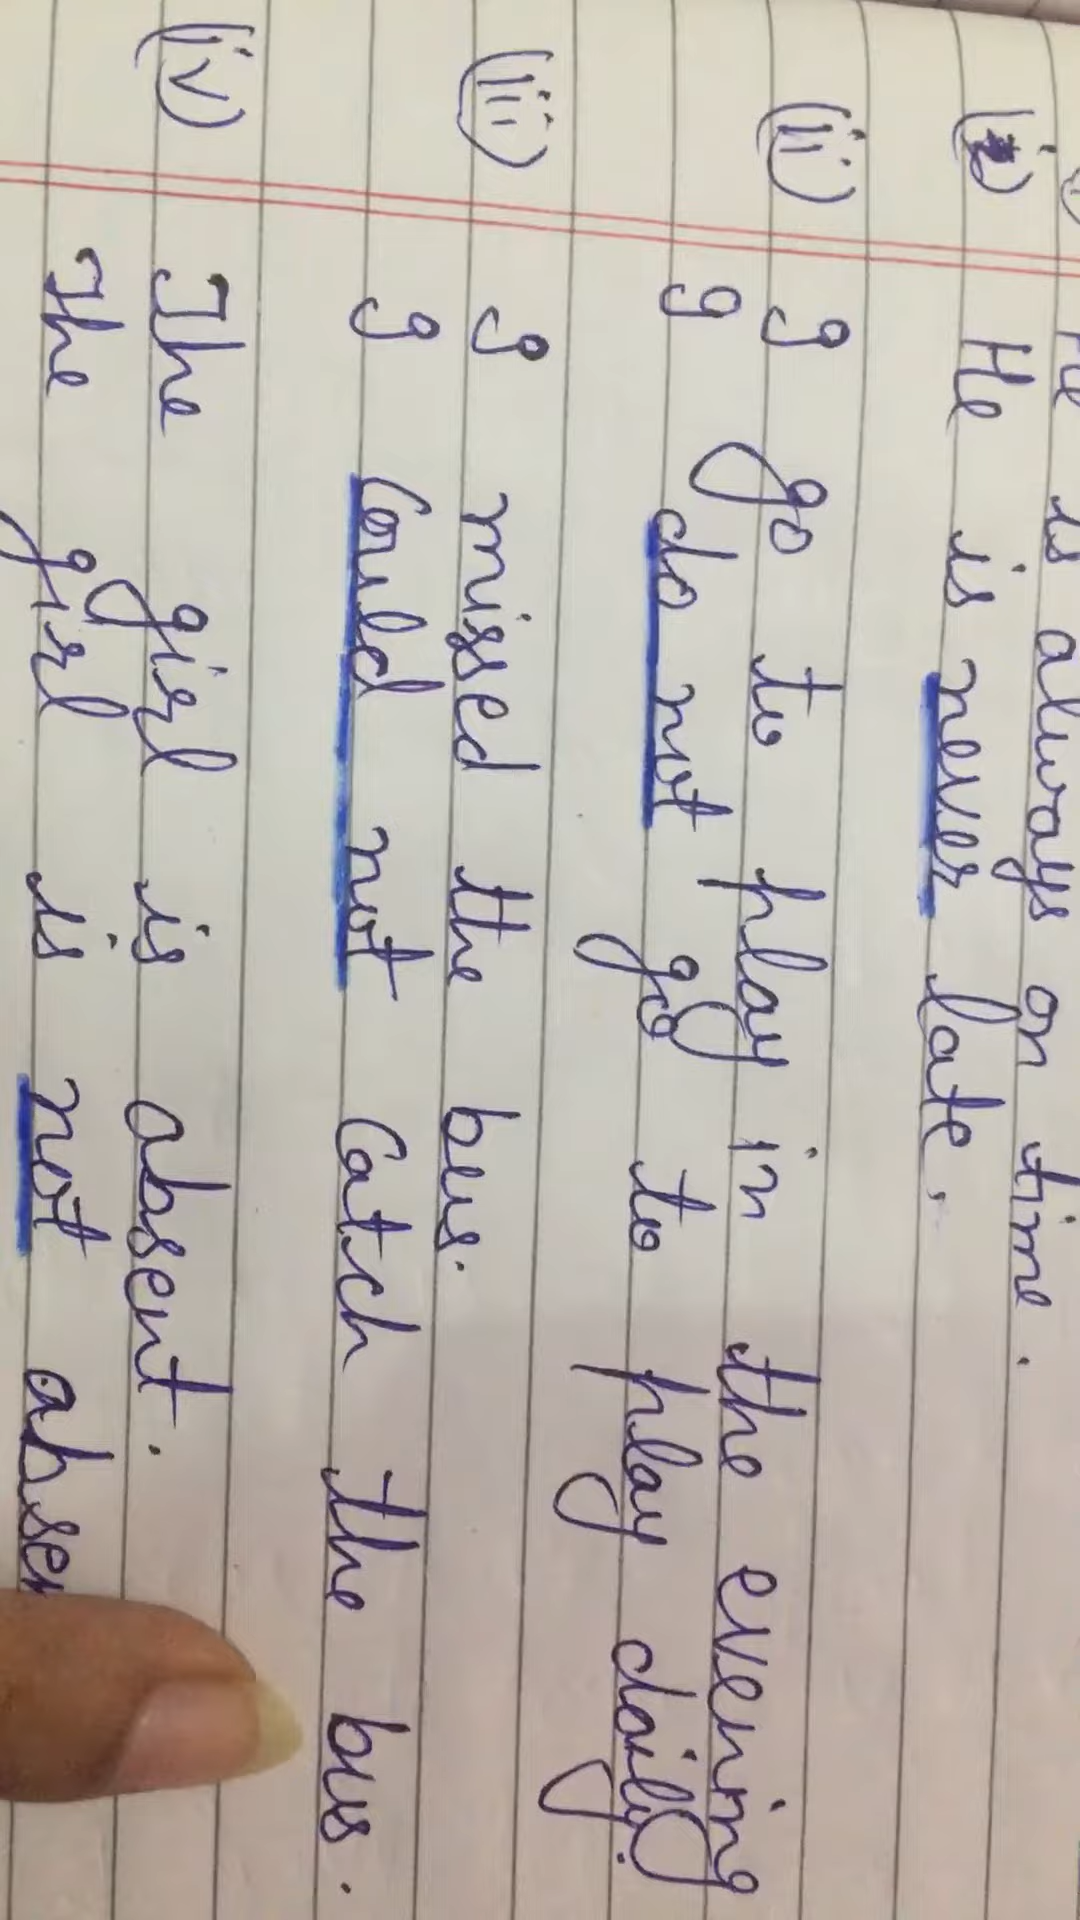 He is always on time.
(i) He is never late.
(ii) I go to play in the evening
I do not go to play daily.
(iii) I missed the bus.
I Could not Catch the bus.
(iv) The girl is absent.
The girl is not